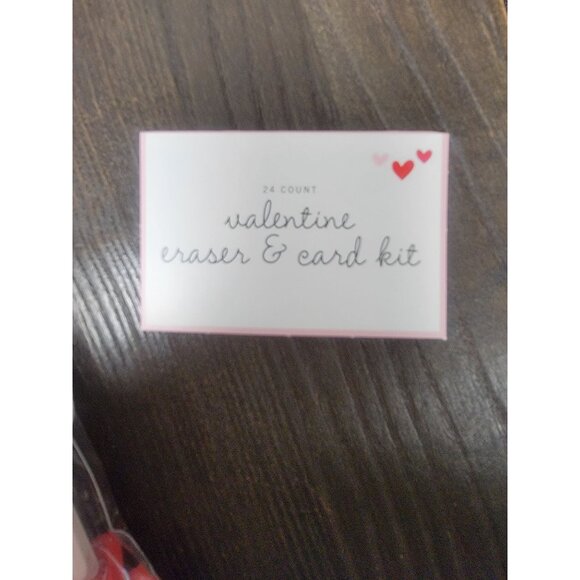 24 COUNT
valentine
eraser & card kit